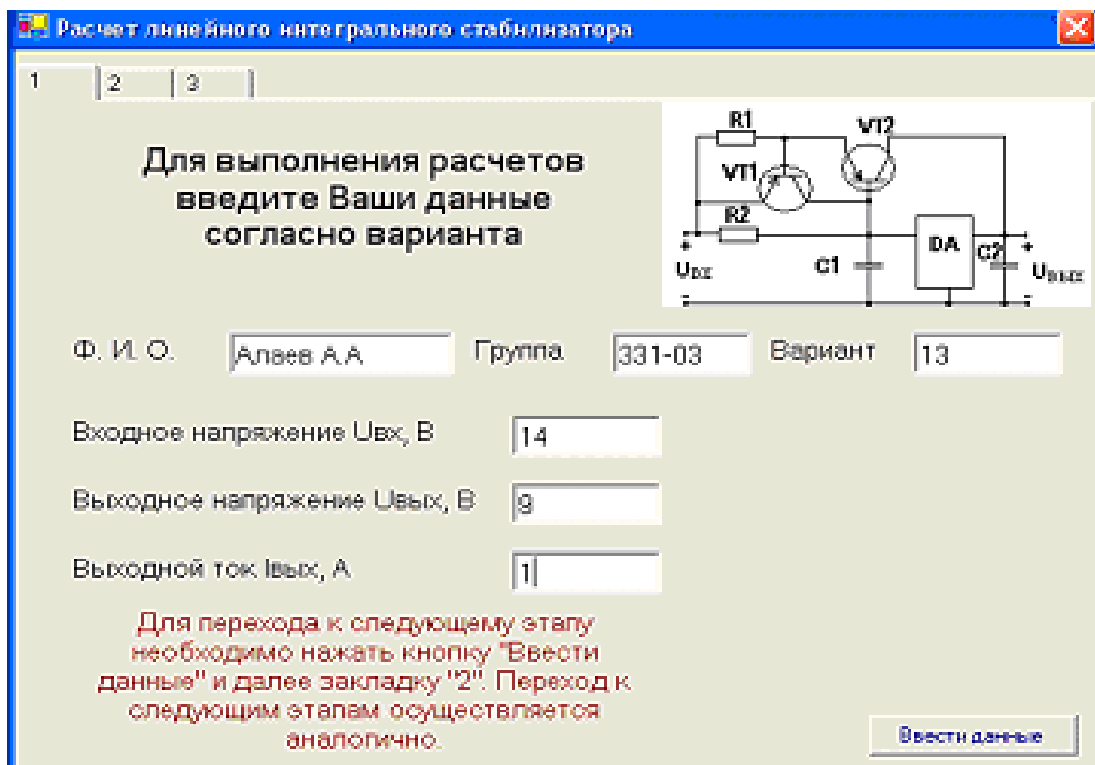 Расчет линейного интегрального стабилизатора
1 2 3
Для выполнения расчетов
введите Ваши данные
согласно варианта
R1 VT2
VT1
R2
DA
C1 C2 +
+
Uвх Uвых
Ф. И. О. Алаев А.А Группа 331-03 Вариант 13
Входное напряжение Uвх, В 14
Выходное напряжение Uвых, В 9
Выходной ток Iвых, А 1
Для перехода к следующему этапу
необходимо нажать кнопку "Ввести
данные" и далее закладку "2". Переход к
следующим этапам осуществляется
аналогично.
Ввести данные